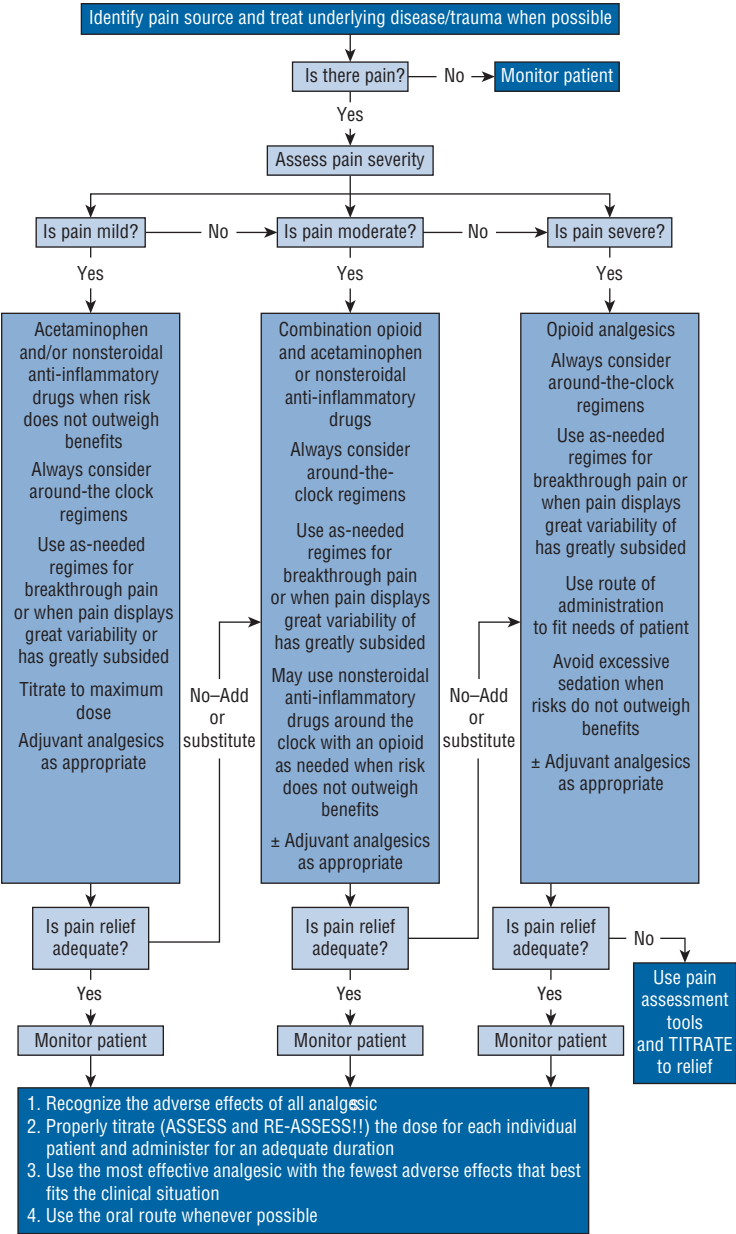 Identify pain source and treat underlying disease/trauma when possible
Is there pain?
No
Monitor patient
Yes
Assess pain severity
Is pain mild?
No
Is pain moderate?
No
Is pain severe?
Yes
Yes
Yes
Acetaminophen
and/or nonsteroidal
anti-inflammatory
drugs when risk
does not outweigh
benefits
Always consider
around-the clock
regimens
Use as-needed
regimes for
breakthrough pain
or when pain displays
great variability or
has greatly subsided
Titrate to maximum
dose
Adjuvant analgesics
as appropriate
No–Add
or
substitute
Combination opioid
and acetaminophen
or nonsteroidal
anti-inflammatory
drugs
Always consider
around-the-
clock regimens
Use as-needed
regimes for
breakthrough pain
or when pain displays
great variability of
has greatly subsided
May use nonsteroidal
anti-inflammatory
drugs around the
clock with an opioid
as needed when risk
does not outweigh
benefits
± Adjuvant analgesics
as appropriate
No–Add
or
substitute
Opioid analgesics
Always consider
around-the-clock
regimens
Use as-needed
regimes for
breakthrough pain or
when pain displays
great variability of
has greatly subsided
Use route of
administration
to fit needs of patient
Avoid excessive
sedation when
risks do not outweigh
benefits
± Adjuvant analgesics
as appropriate
Is pain relief
adequate?
Is pain relief
adequate?
Is pain relief
adequate?
No
Use pain
assessment
tools
and TITRATE
to relief
Yes
Yes
Yes
Monitor patient
Monitor patient
Monitor patient
1. Recognize the adverse effects of all
2. Properly titrate (ASSESS and RE-ASSESS!!) the dose for each individual
patient and administer for an adequate duration
3. Use the most effective analgesic with the fewest adverse effects that best
fits the clinical situation
4. Use the oral route whenever possible